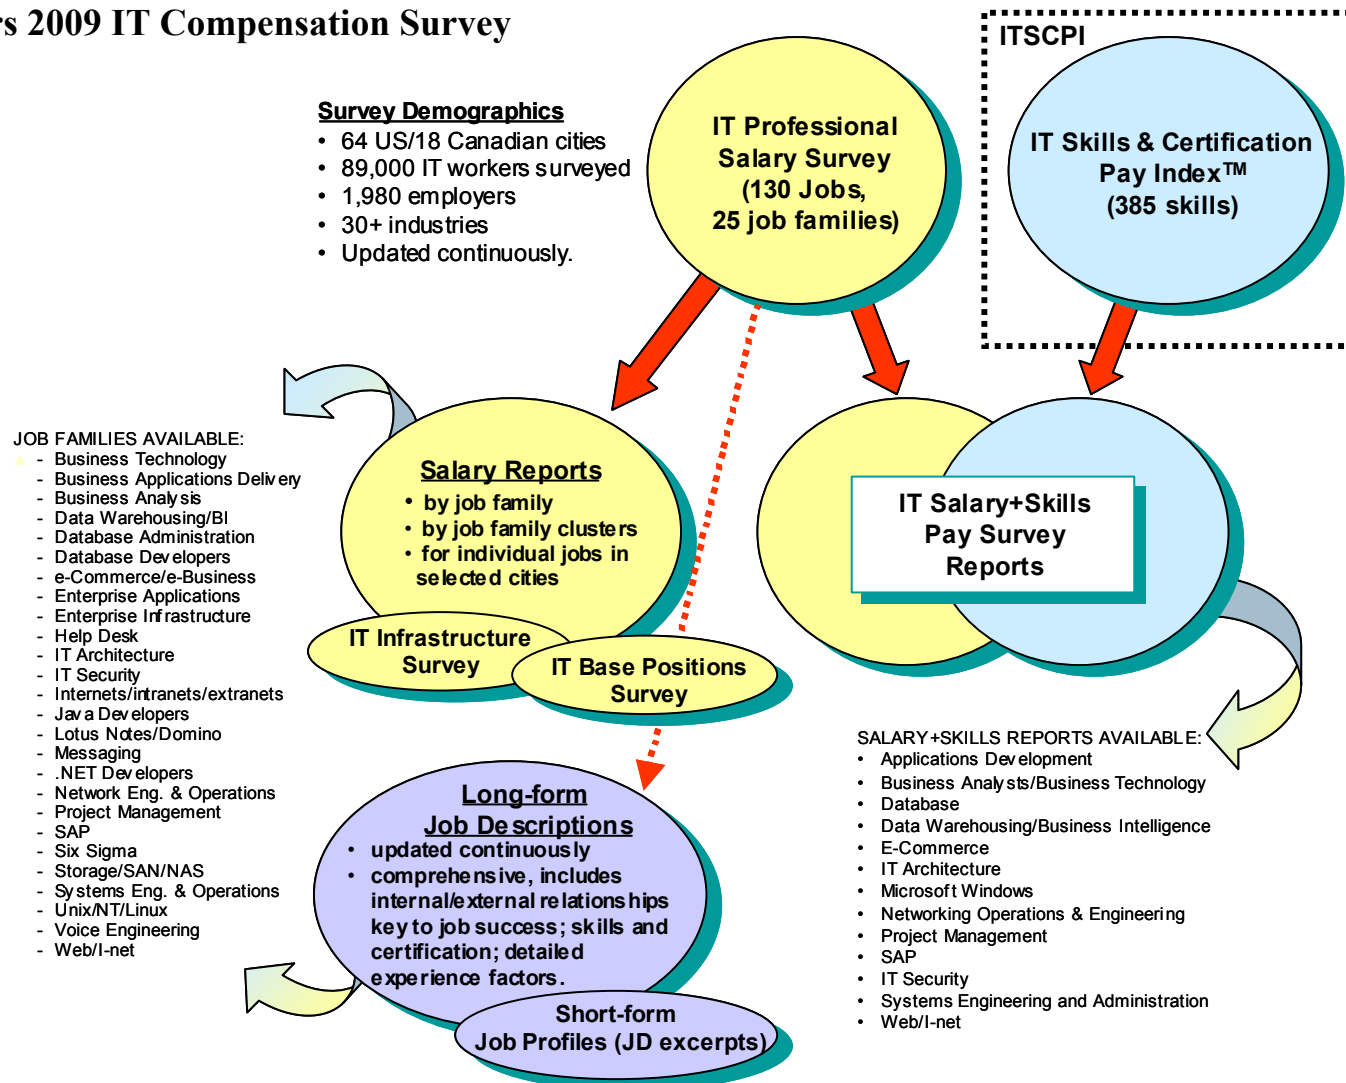 rs 2009 IT Compensation Survey
ITSCPI
Survey Demographics
• 64 US/18 Canadian cities
• 89,000 IT workers surveyed
• 1,980 employers
• 30+ industries
• Updated continuously.
IT Professional
Salary Survey
(130 Jobs,
25 job families)
IT Skills & Certification
Pay Index™
(385 skills)
JOB FAMILIES AVAILABLE:
- Business Technology
- Business Applications Delivery
- Business Analysis
- Data Warehousing/BI
- Database Administration
- Database Developers
- e-Commerce/e-Business
- Enterprise Applications
- Enterprise Infrastructure
- Help Desk
- IT Architecture
- IT Security
- Internets/intranets/extranets
- Java Developers
- Lotus Notes/Domino
- Messaging
- .NET Developers
- Network Eng. & Operations
- Project Management
- SAP
- Six Sigma
- Storage/SAN/NAS
- Systems Eng. & Operations
- Unix/NT/Linux
- Voice Engineering
- Web/I-net
Salary Reports
• by job family
• by job family clusters
• for individual jobs in
selected cities
IT Infrastructure
Survey
IT Base Positions
Survey
IT Salary+Skills
Pay Survey
Reports
Long-form
Job Descriptions
• updated continuously
• comprehensive, includes
internal/external relationships
key to job success; skills and
certification; detailed
experience factors.
Short-form
Job Profiles (JD excerpts)
SALARY+SKILLS REPORTS AVAILABLE:
• Applications Development
• Business Analysts/Business Technology
• Database
• Data Warehousing/Business Intelligence
• E-Commerce
• IT Architecture
• Microsoft Windows
• Networking Operations & Engineering
• Project Management
• SAP
• IT Security
• Systems Engineering and Administration
• Web/I-net